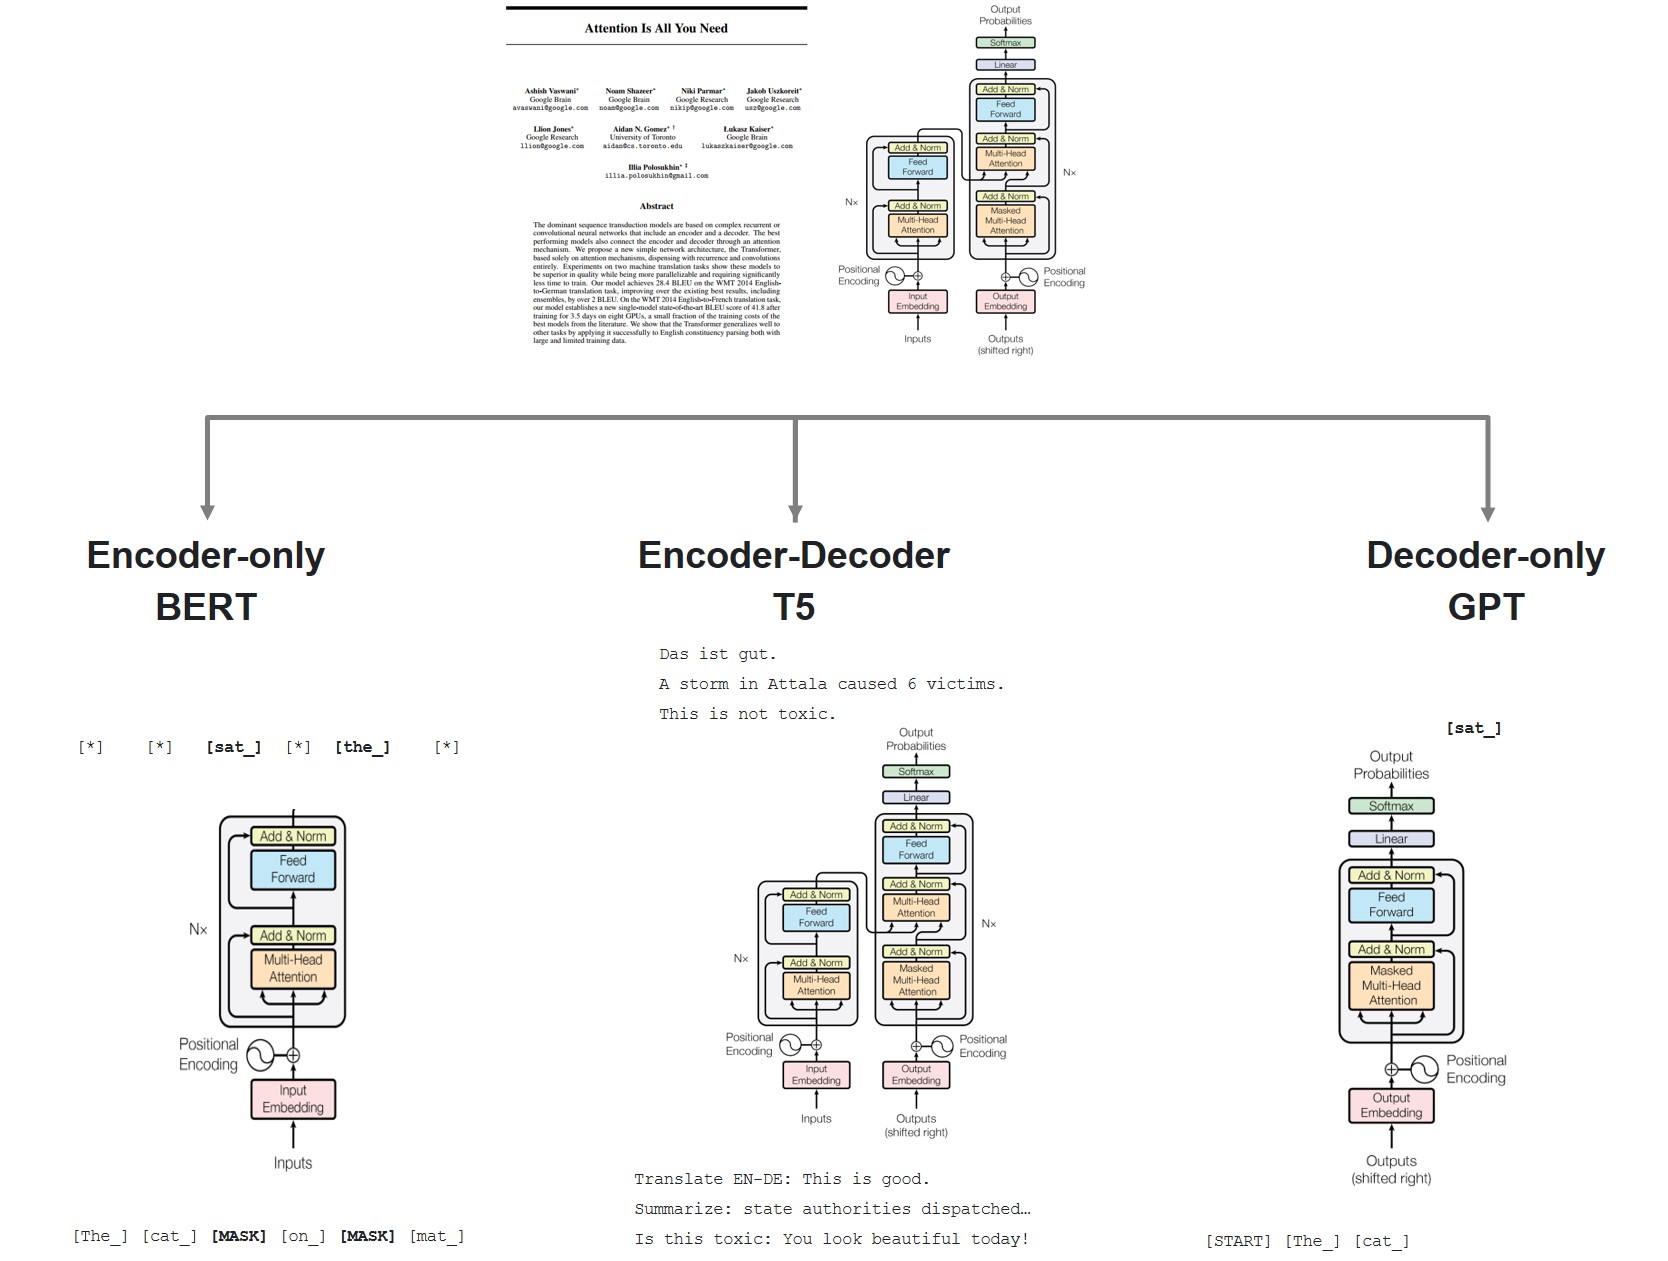 Attention Is All You Need
Ashish Vaswani* Noam Shazeer* Niki Parmar* Jakob Uszkoreit*
Google Brain Google Brain Google Research Google Research
avaswani@google.com noam@google.com nikip@google.com usz@google.com
Llion Jones* Aidan N. Gomez* † Łukasz Kaiser*
Google Research University of Toronto Google Brain
llion@google.com aidan@cs.toronto.edu lukaszkaiser@google.com
Illia Polosukhin* ‡
illia.polosukhin@gmail.com
Abstract
The dominant sequence transduction models are based on complex recurrent or
convolutional neural networks that include an encoder and a decoder. The best
performing models also connect the encoder and decoder through an attention
mechanism. We propose a new simple network architecture, the Transformer,
based solely on attention mechanisms, dispensing with recurrence and convolutions
entirely. Experiments on two machine translation tasks show these models to
be superior in quality while being more parallelizable and requiring significantly
less time to train. Our model achieves 28.4 BLEU on the WMT 2014 English-
to-German translation task, improving over the existing best results, including
ensembles, by over 2 BLEU. On the WMT 2014 English-to-French translation task,
our model establishes a new single-model state-of-the-art BLEU score of 41.8 after
training for 3.5 days on eight GPUs, a small fraction of the training costs of the
best models from the literature. We show that the Transformer generalizes well to
other tasks by applying it successfully to English constituency parsing both with
large and limited training data.
Output
Probabilities
Softmax
Linear
Add & Norm
Feed
Forward
Add & Norm
Multi-Head
Attention
Add & Norm
Masked
Multi-Head
Attention
Nx
Add & Norm
Feed
Forward
Add & Norm
Multi-Head
Attention
Nx
Positional
Encoding
Positional
Encoding
Input
Embedding
Output
Embedding
Inputs
Outputs
(shifted right)
Encoder-only
BERT
[*] [*] [sat_] [*] [the_] [*]
Add & Norm
Feed
Forward
Nx
Add & Norm
Multi-Head
Attention
Positional
Encoding
Input
Embedding
Inputs
[The_] [cat_] [MASK] [on_] [MASK] [mat_]
Encoder-Decoder
T5
Das ist gut.
A storm in Attala caused 6 victims.
This is not toxic.
Output
Probabilities
Softmax
Linear
Add & Norm
Feed
Forward
Add & Norm
Multi-Head
Attention
Add & Norm
Masked
Multi-Head
Attention
Nx
Add & Norm
Feed
Forward
Add & Norm
Multi-Head
Attention
Nx
Positional
Encoding
Positional
Encoding
Input
Embedding
Output
Embedding
Inputs
Outputs
(shifted right)
Translate EN-DE: This is good.
Summarize: state authorities dispatched…
Is this toxic: You look beautiful today!
Decoder-only
GPT
[sat_]
Output
Probabilities
Softmax
Linear
Add & Norm
Feed
Forward
Add & Norm
Masked
Multi-Head
Attention
Positional
Encoding
Output
Embedding
Outputs
(shifted right)
[START] [The_] [cat_]